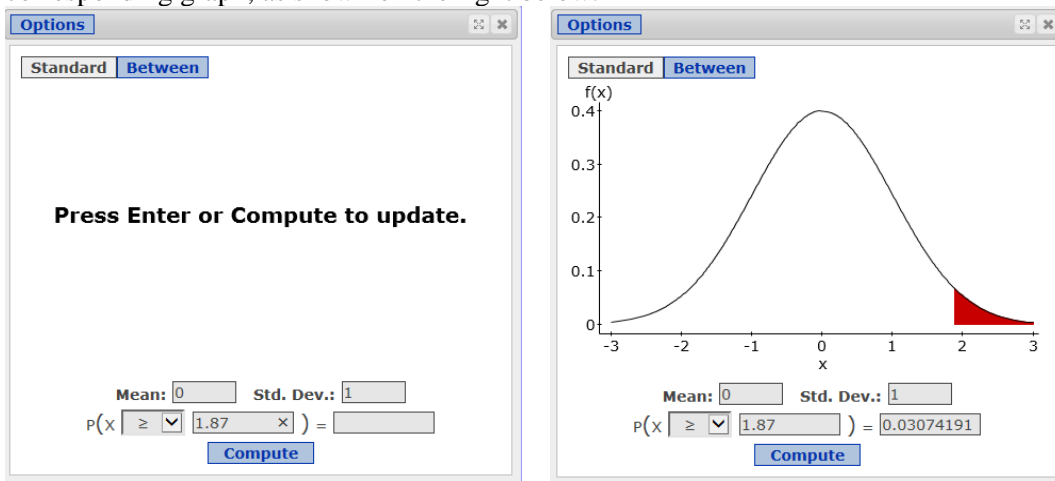 Options
Standard Between
Press Enter or Compute to update.
Mean: 0 Std. Dev.: 1
P(X ≥ 1.87 × ) =
Compute
Options
Standard Between
f(x)
0.4
0.3
0.2
0.1
0
-3 -2 -1 0 1 2 3
x
Mean: 0 Std. Dev.: 1
P(X ≥ 1.87 ) = 0.03074191
Compute